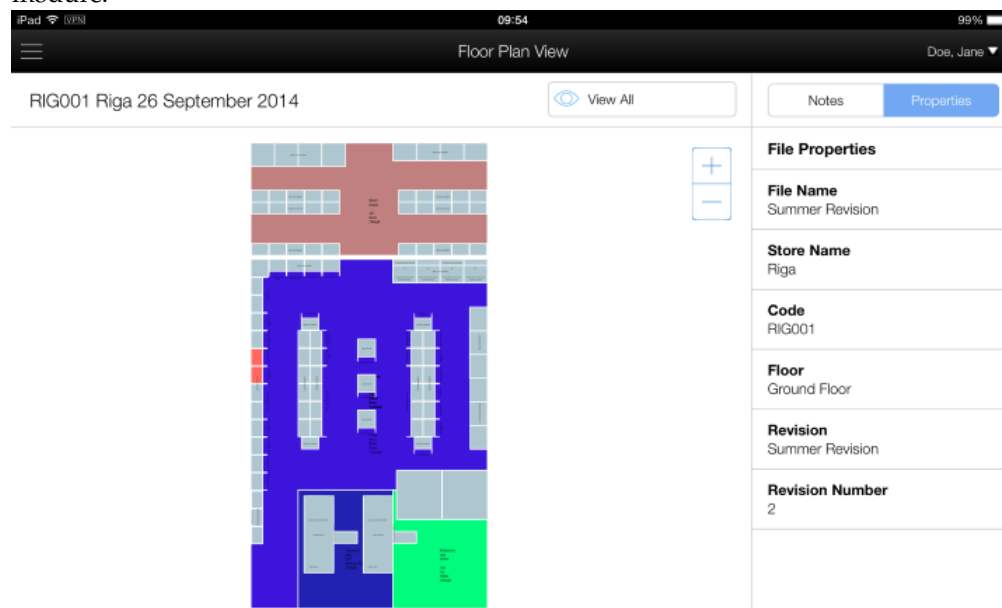 iPad VPN 09:54 99%
Floor Plan View Doe, Jane
RIG001 Riga 26 September 2014
View All
Notes Properties
File Properties
File Name
Summer Revision
Store Name
Riga
Code
RIG001
Floor
Ground Floor
Revision
Summer Revision
Revision Number
2